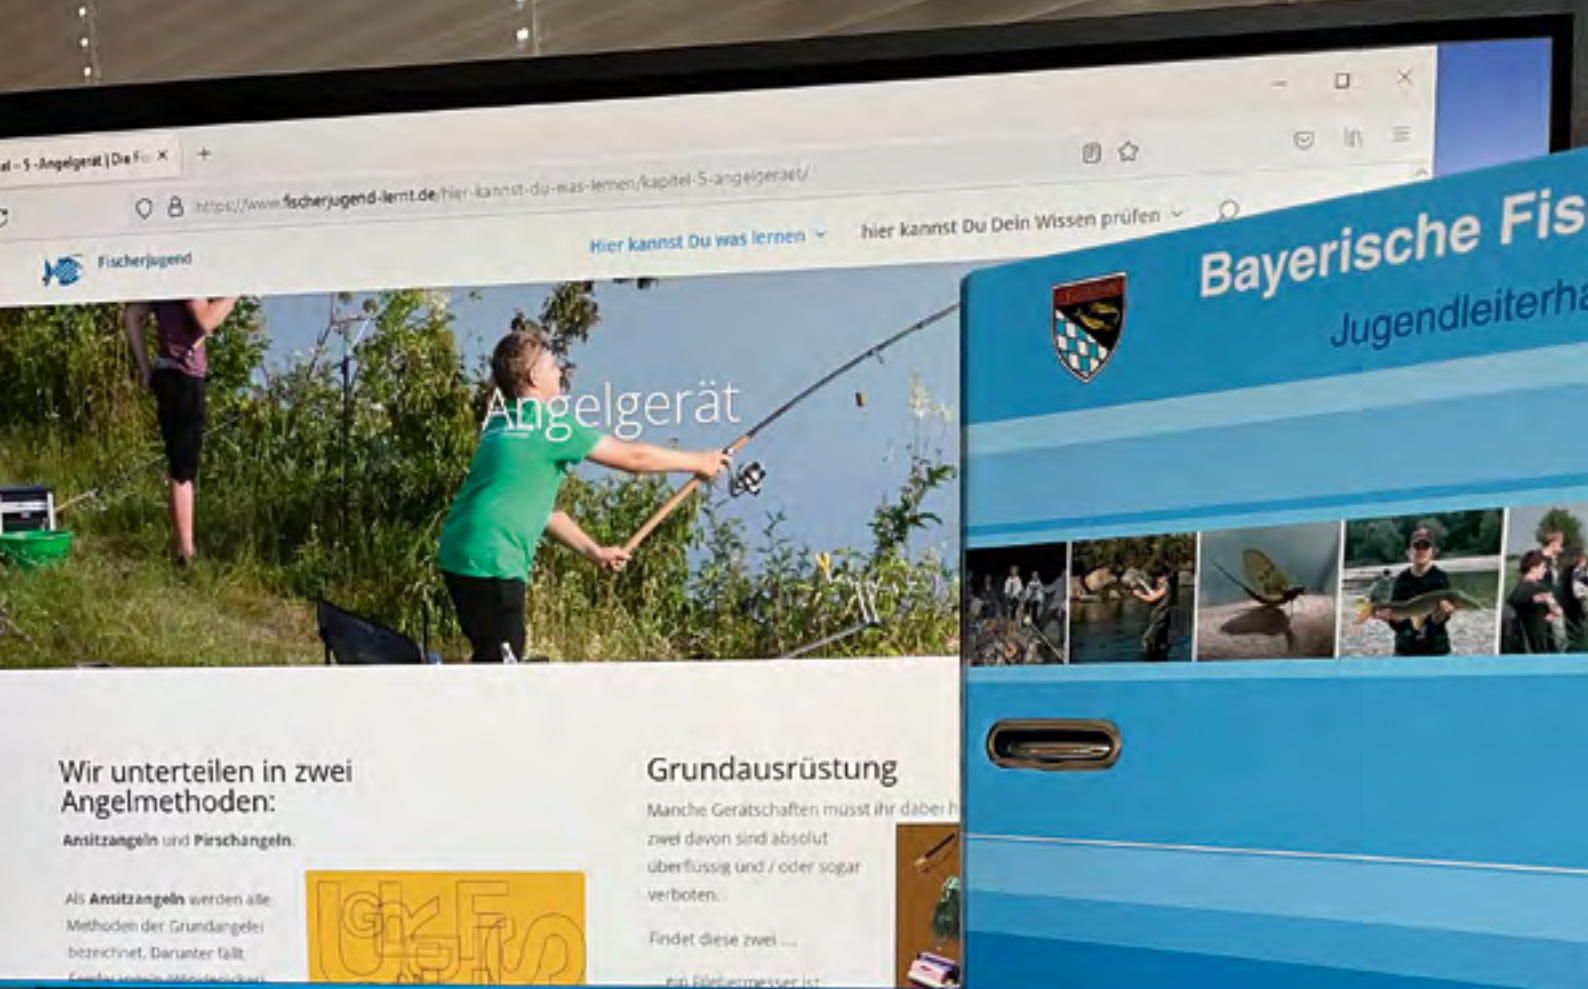 - 5 -Angelgerät | Die F
https://www.fischerjugend-lernt.de/hier-kannst-du-was-lernen/kapitel-5-angelgeraet/
Fischerjugend
Hier kannst Du was lernen
hier kannst Du Dein Wissen prüfen
Angelgerät
Bayerische Fis
Jugendleiterha
Wir unterteilen in zwei
Angelmethoden:
Ansitzangeln und Pirschangeln.
Als Ansitzangeln werden alle
Methoden der Grundangelei
bezeichnet. Darunter fällt
Grundausrüstung
Manche Gerätschaften müsst ihr dabei h
zwei davon sind absolut
überflüssig und / oder sogar
verboten.
Findet diese zwei ...